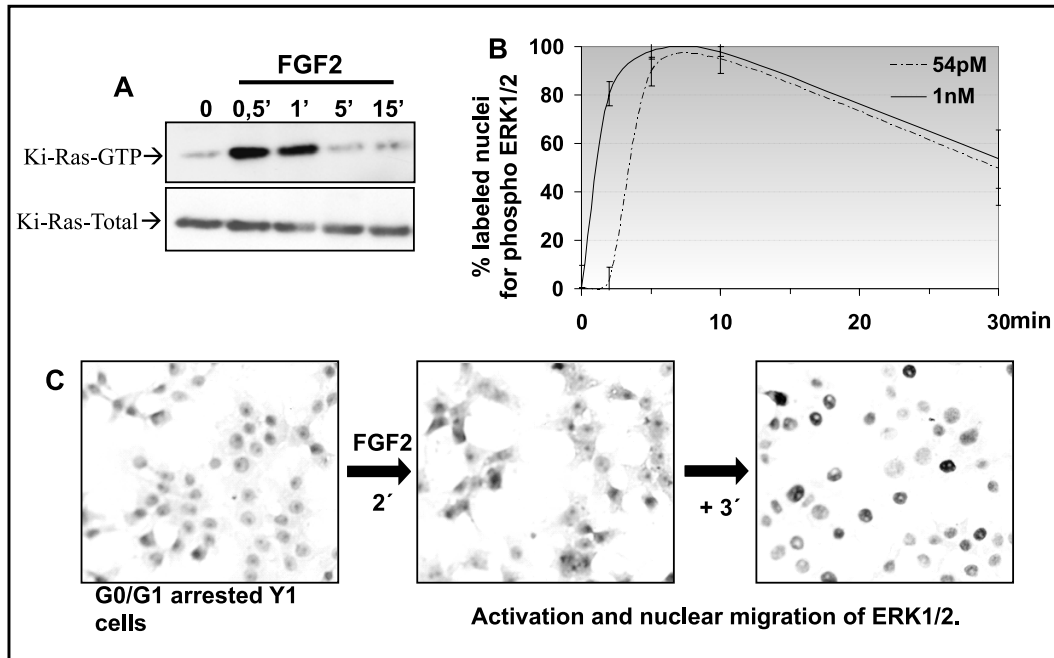 A
FGF2
0 0,5’ 1’ 5’ 15’
Ki-Ras-GTP→
Ki-Ras-Total→
B
% labeled nuclei
for phospho ERK1/2
100
80
60
40
20
0
54pM
1nM
0 10 20 30 min
C
FGF2
2´
+ 3´
G0/G1 arrested Y1
cells
Activation and nuclear migration of ERK1/2.